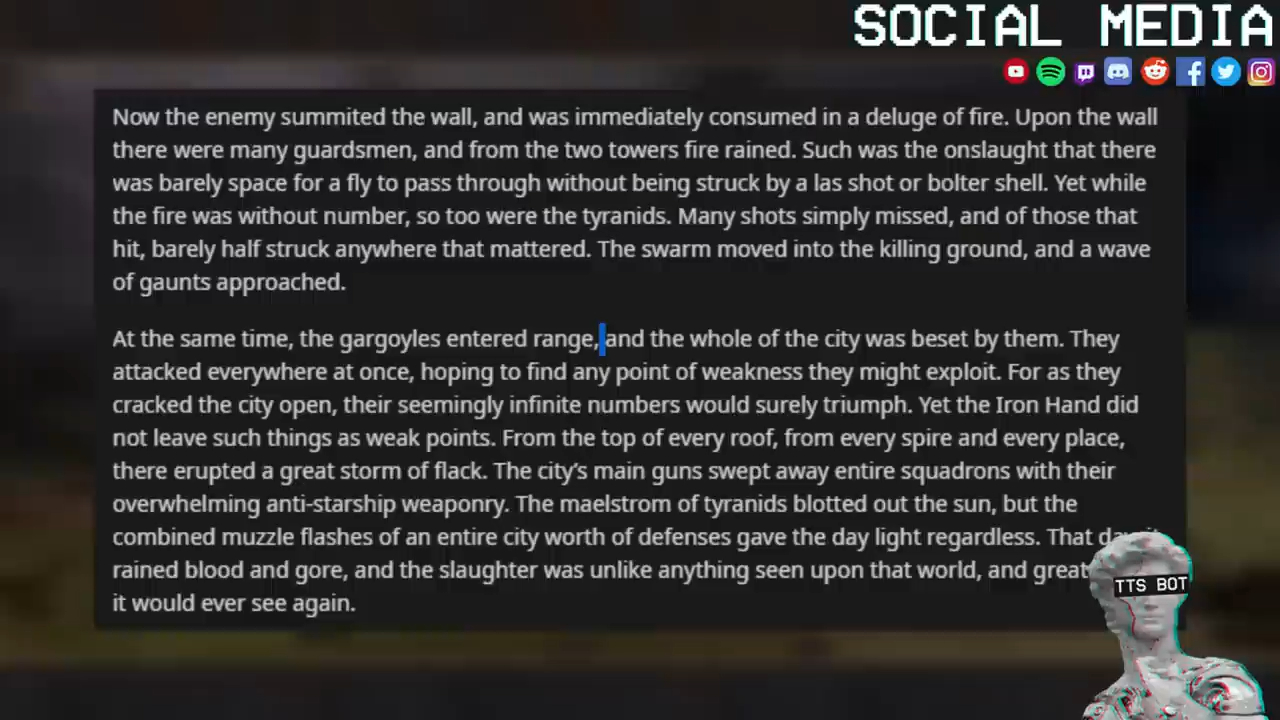 SOCIAL MEDIA
Now the enemy summited the wall, and was immediately consumed in a deluge of fire. Upon the wall
there were many guardsmen, and from the two towers fire rained. Such was the onslaught that there
was barely space for a fly to pass through without being struck by a las shot or bolter shell. Yet while
the fire was without number, so too were the tyranids. Many shots simply missed, and of those that
hit, barely half struck anywhere that mattered. The swarm moved into the killing ground, and a wave
of gaunts approached.
At the same time, the gargoyles entered range, and the whole of the city was beset by them. They
attacked everywhere at once, hoping to find any point of weakness they might exploit. For as they
cracked the city open, their seemingly infinite numbers would surely triumph. Yet the Iron Hand did
not leave such things as weak points. From the top of every roof, from every spire and every place,
there erupted a great storm of flack. The city’s main guns swept away entire squadrons with their
overwhelming anti-starship weaponry. The maelstrom of tyranids blotted out the sun, but the
combined muzzle flashes of an entire city worth of defenses gave the day light regardless. That
rained blood and gore, and the slaughter was unlike anything seen upon that world, and great
it would ever see again.
TTS BOT